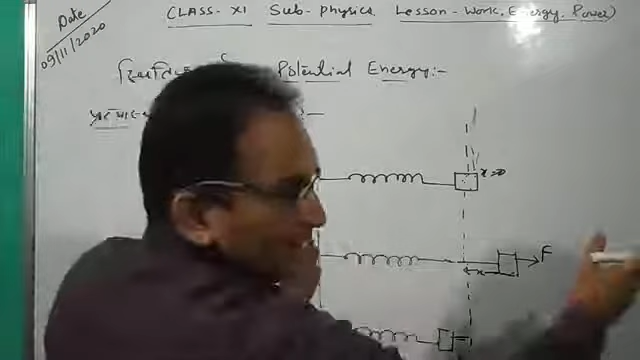 Date
09/11/2020
CLASS- XI Sub- Physics. Lesson- Work, Energy, Power)
Potential Energy:-
x=0
F
x